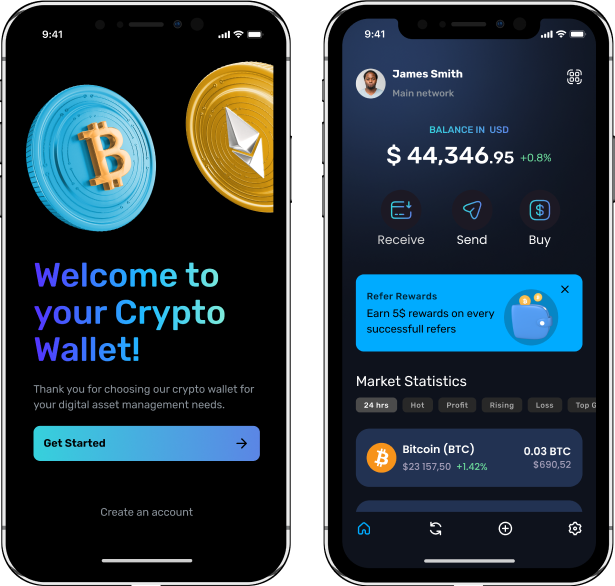 9:41
Welcome to
your Crypto
Wallet!
Thank you for choosing our crypto wallet for
your digital asset management needs.
Get Started
Create an account
9:41
James Smith
Main network
BALANCE IN USD
$ 44,346.95 +0.8%
Receive Send Buy
Refer Rewards
Earn 5$ rewards on every
successfull refers
Market Statistics
24 hrs Hot Profit Rising Loss Top G
Bitcoin (BTC) 0.03 BTC
$23 157,50 +1.42% $690,52